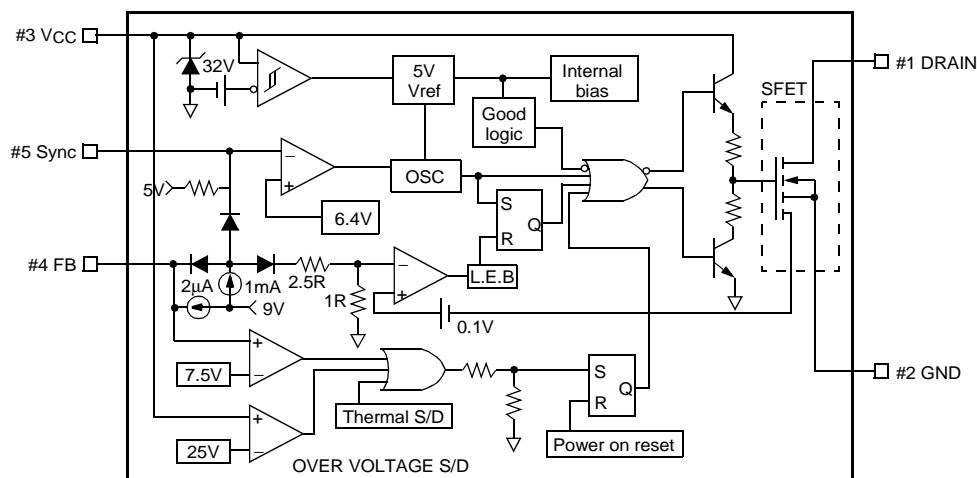 #3 VCC
32V
5V
Vref
Internal
bias
#1 DRAIN
SFET
Good
logic
#5 Sync
−
+
OSC
5V
6.4V
S
R
Q
#4 FB
2.5R
−
+
L.E.B
2μA
1mA
9V
1R
0.1V
+
−
7.5V
S
R
Q
#2 GND
Thermal S/D
+
−
25V
Power on reset
OVER VOLTAGE S/D